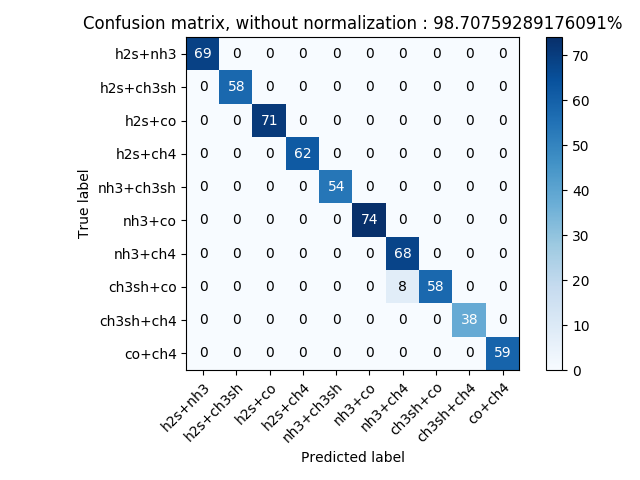 Confusion matrix, without normalization : 98.70759289176091%
h2s+nh3 69 0 0 0 0 0 0 0 0 0
h2s+ch3sh 0 58 0 0 0 0 0 0 0 0
h2s+co 0 0 71 0 0 0 0 0 0 0
h2s+ch4 0 0 0 62 0 0 0 0 0 0
nh3+ch3sh 0 0 0 0 54 0 0 0 0 0
nh3+co 0 0 0 0 0 74 0 0 0 0
nh3+ch4 0 0 0 0 0 0 68 0 0 0
ch3sh+co 0 0 0 0 0 0 8 58 0 0
ch3sh+ch4 0 0 0 0 0 0 0 0 38 0
co+ch4 0 0 0 0 0 0 0 0 0 59
True label
h2s+nh3 h2s+ch3sh h2s+co h2s+ch4 nh3+ch3sh nh3+co nh3+ch4 ch3sh+co ch3sh+ch4 co+ch4
Predicted label
70
60
50
40
30
20
10
0